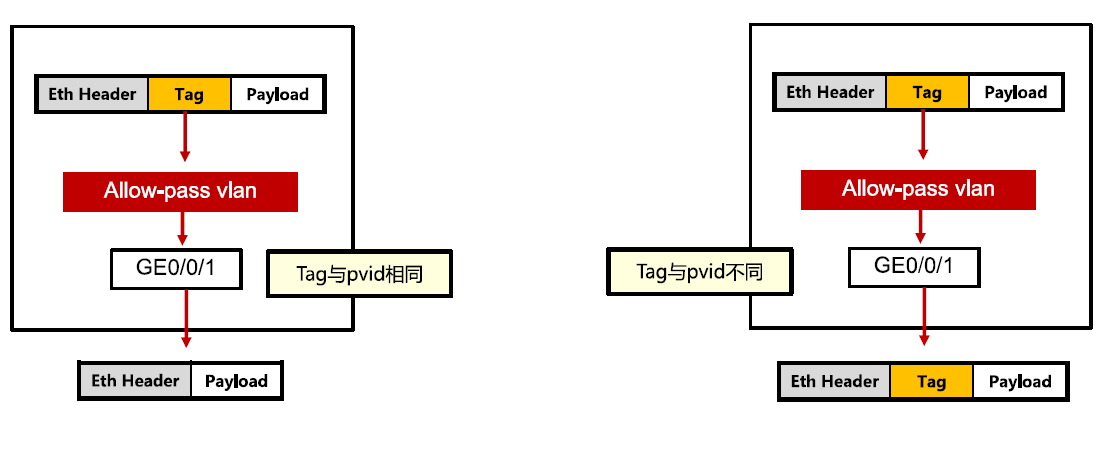 Eth Header Tag Payload
Allow-pass vlan
GE0/0/1
Tag与pvid相同
Eth Header Payload
Eth Header Tag Payload
Allow-pass vlan
Tag与pvid不同
GE0/0/1
Eth Header Tag Payload